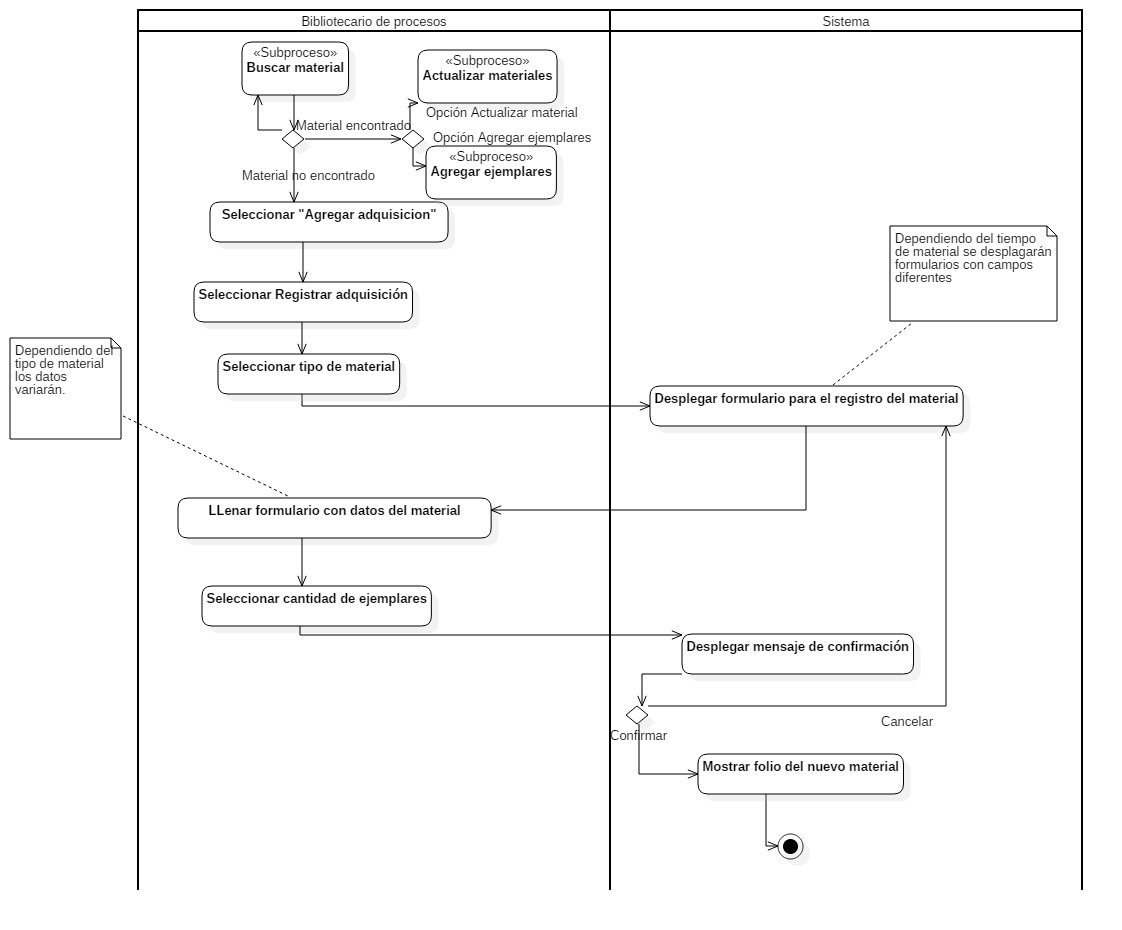 Bibliotecario de procesos
Sistema
«Subproceso»
Buscar material
«Subproceso»
Actualizar materiales
Opción Actualizar material
Material encontrado
Opción Agregar ejemplares
«Subproceso»
Agregar ejemplares
Material no encontrado
Seleccionar "Agregar adquisicion"
Dependiendo del tiempo
de material se desplagarán
formularios con campos
diferentes
Seleccionar Registrar adquisición
Dependiendo del
tipo de material
los datos
variarán.
Seleccionar tipo de material
Desplegar formulario para el registro del material
LLenar formulario con datos del material
Seleccionar cantidad de ejemplares
Desplegar mensaje de confirmación
Cancelar
Confirmar
Mostrar folio del nuevo material